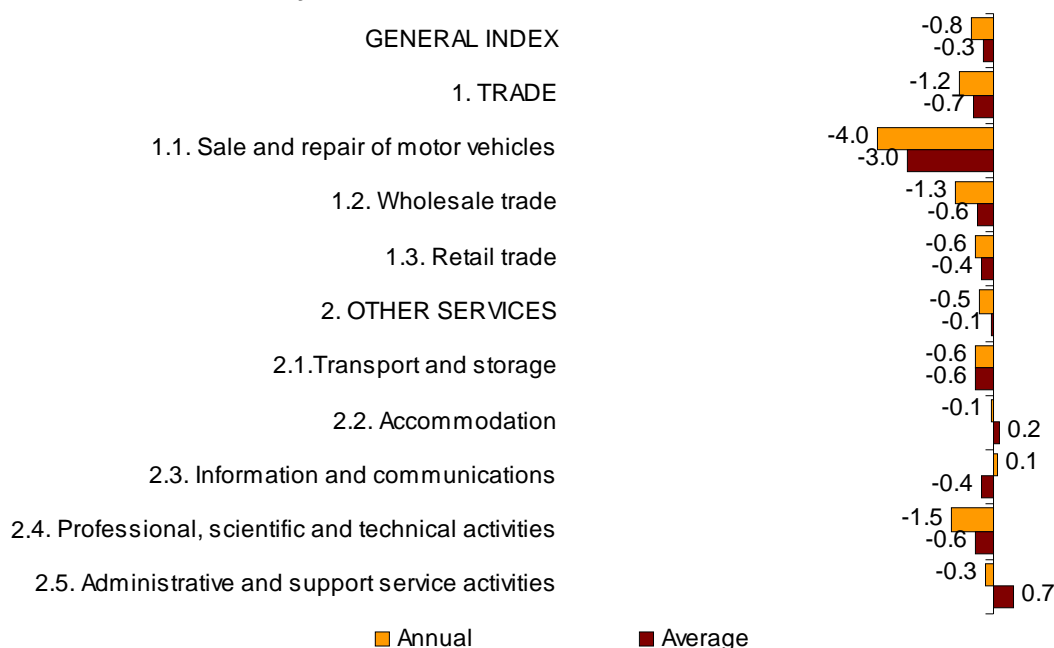 GENERAL INDEX
-0.8
-0.3
1. TRADE
-1.2
-0.7
1.1. Sale and repair of motor vehicles
-4.0
-3.0
1.2. Wholesale trade
-1.3
-0.6
1.3. Retail trade
-0.6
-0.4
2. OTHER SERVICES
-0.5
-0.1
2.1.Transport and storage
-0.6
-0.6
2.2. Accommodation
-0.1
0.2
2.3. Information and communications
0.1
-0.4
2.4. Professional, scientific and technical activities
-1.5
-0.6
2.5. Administrative and support service activities
-0.3
0.7
Annual Average